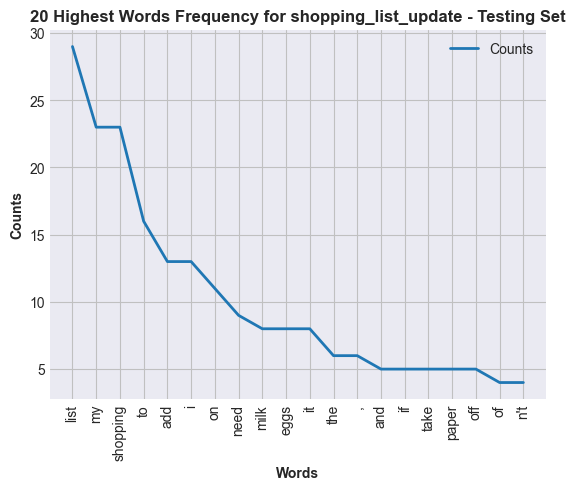 20 Highest Words Frequency for shopping_list_update - Testing Set
Counts
30
25
20
15
10
5
Counts
list
my
shopping
to
add
i
on
need
milk
eggs
it
the
,
and
if
take
paper
off
of
n't
Words